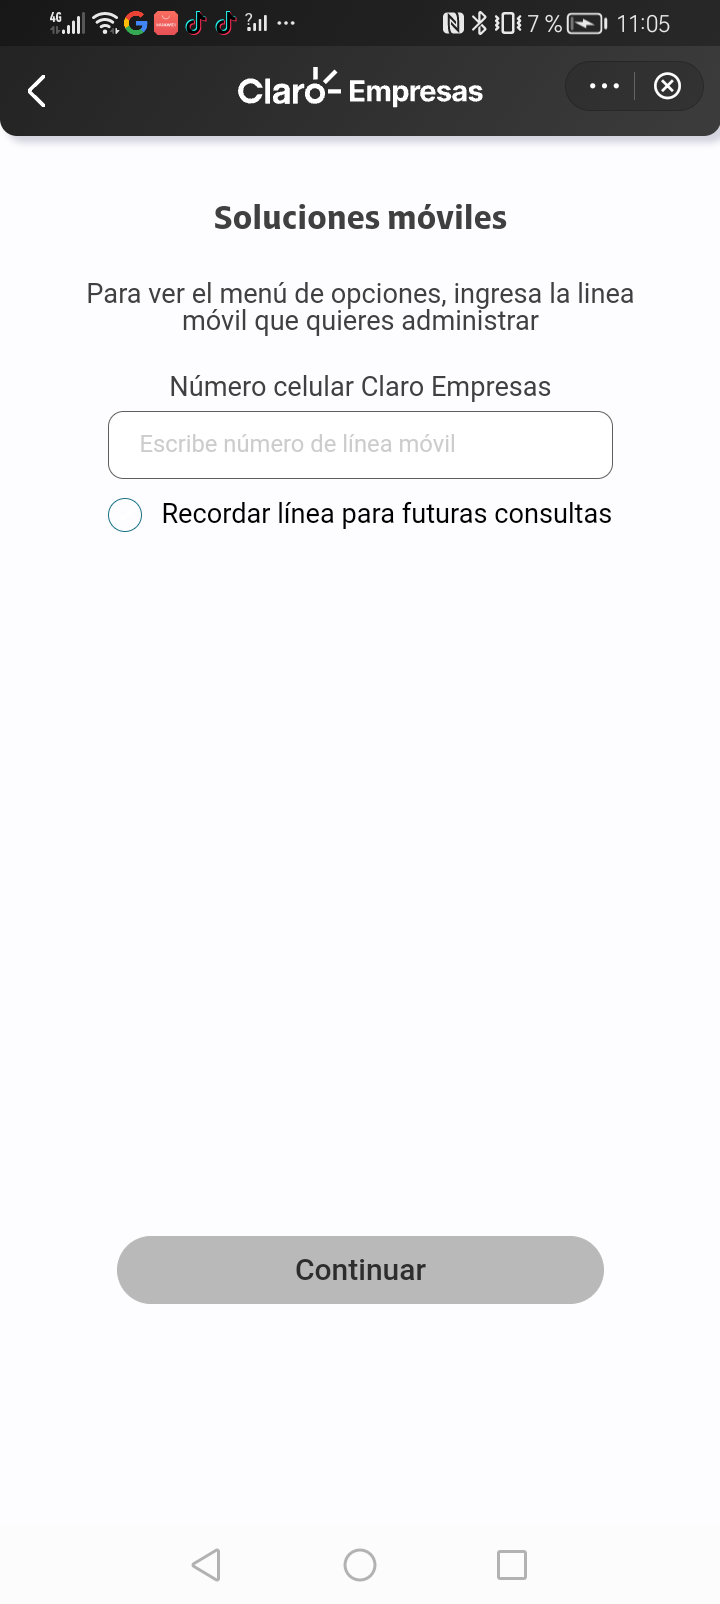 4G ? 7 % 11:05
Claro Empresas
Soluciones móviles
Para ver el menú de opciones, ingresa la linea
móvil que quieres administrar
Número celular Claro Empresas
Escribe número de línea móvil
Recordar línea para futuras consultas
Continuar